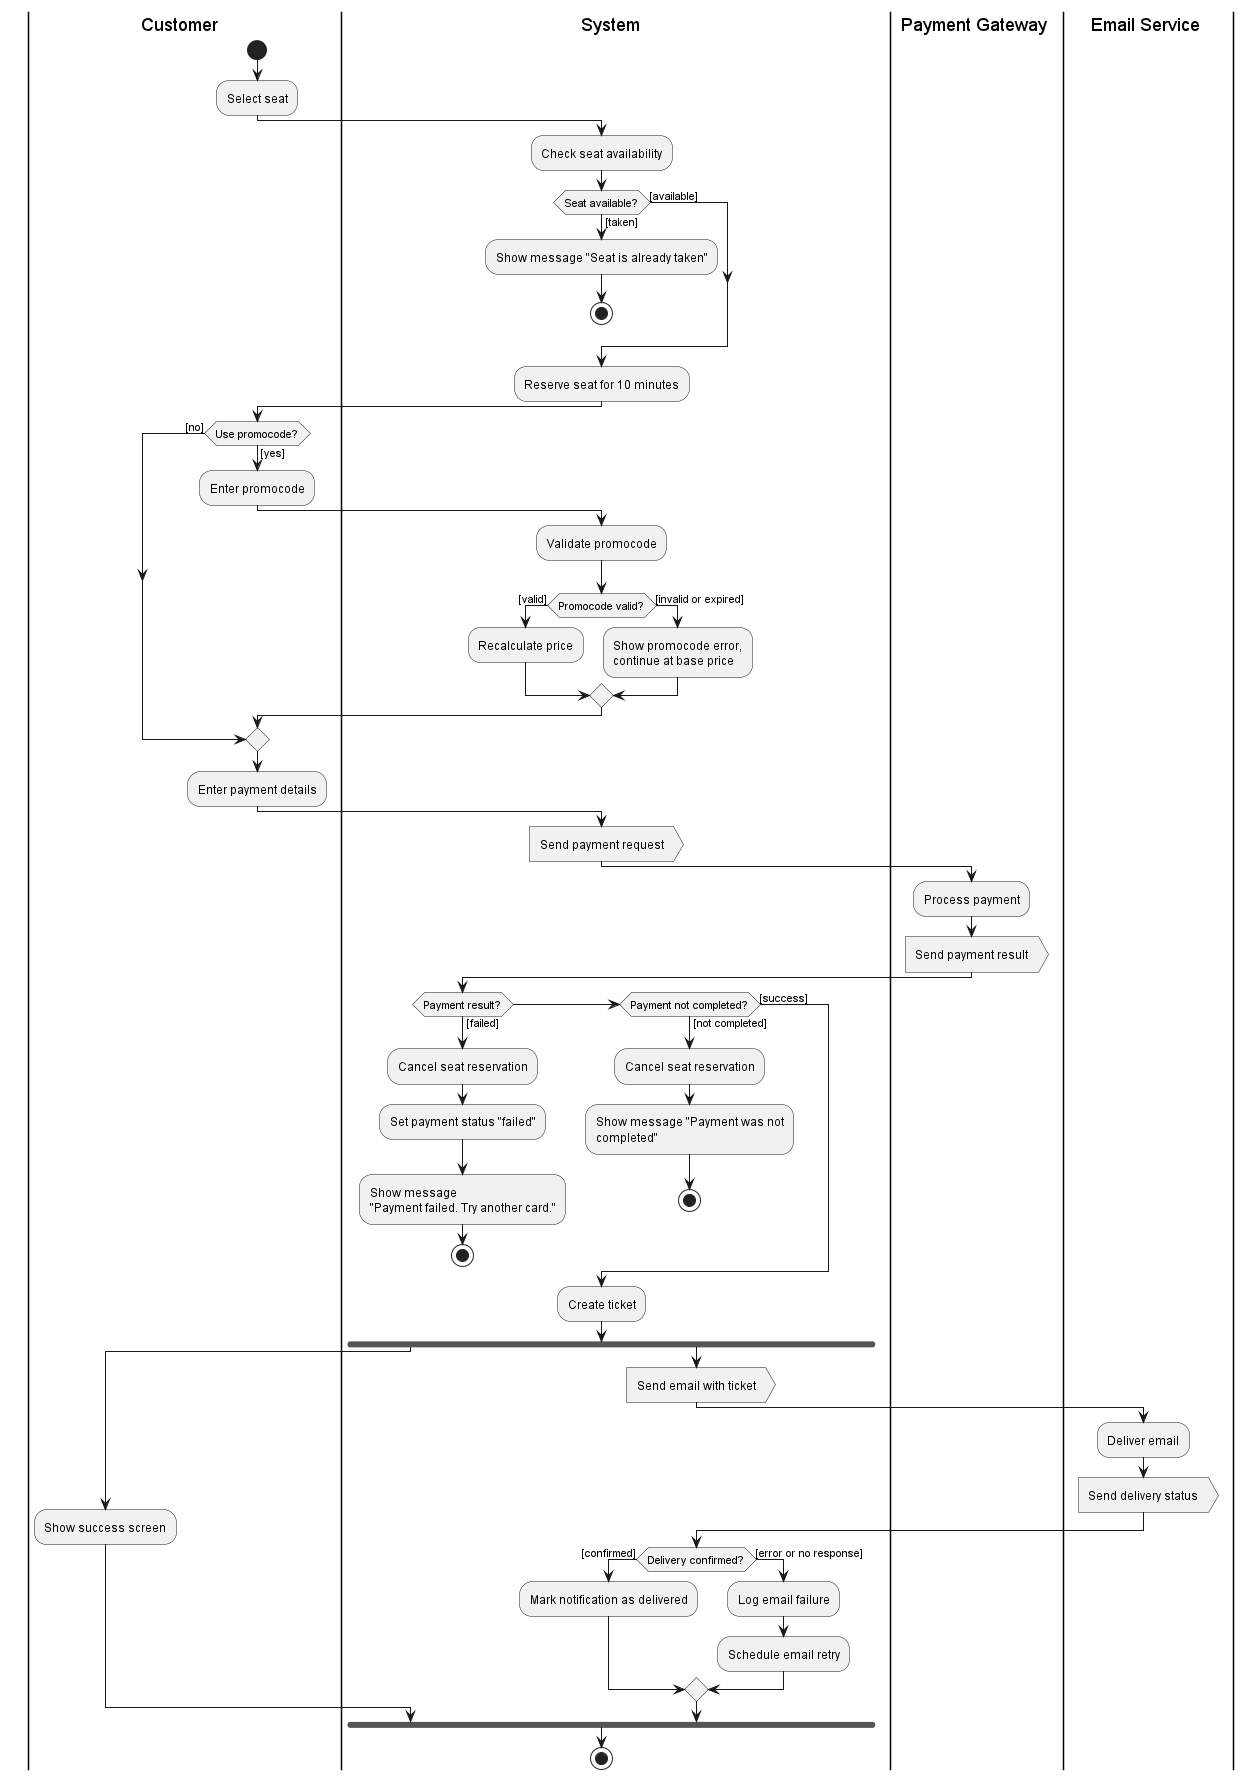 Customer
System
Payment Gateway
Email Service
Select seat
Check seat availability
Seat available?
[available]
[taken]
Show message "Seat is already taken"
Reserve seat for 10 minutes
[no]
Use promocode?
[yes]
Enter promocode
Validate promocode
[valid]
Promocode valid?
[invalid or expired]
Recalculate price
Show promocode error,
continue at base price
Enter payment details
Send payment request
Process payment
Send payment result
Payment result?
Payment not completed?
[success]
[failed]
[not completed]
Cancel seat reservation
Cancel seat reservation
Set payment status "failed"
Show message "Payment was not
completed"
Show message
"Payment failed. Try another card."
Create ticket
Send email with ticket
Deliver email
Send delivery status
Show success screen
[confirmed]
Delivery confirmed?
[error or no response]
Mark notification as delivered
Log email failure
Schedule email retry